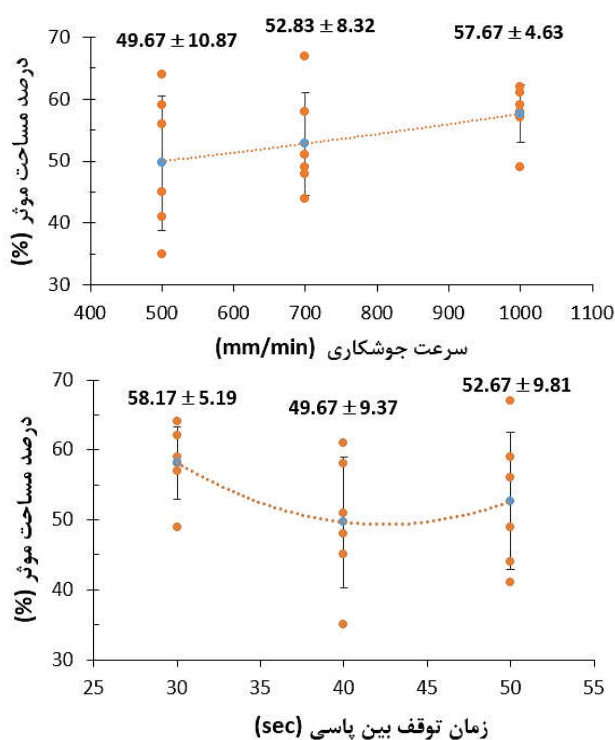 49.67 ± 10.87
52.83 ± 8.32
57.67 ± 4.63
درصد مساحت موثر (%)
70
60
50
40
30
400 500 600 700 800 900 1000 1100
سرعت جوشکاری (mm/min)
58.17 ± 5.19
49.67 ± 9.37
52.67 ± 9.81
درصد مساحت موثر (%)
70
60
50
40
30
25 30 35 40 45 50 55
زمان توقف بین پاسی (sec)